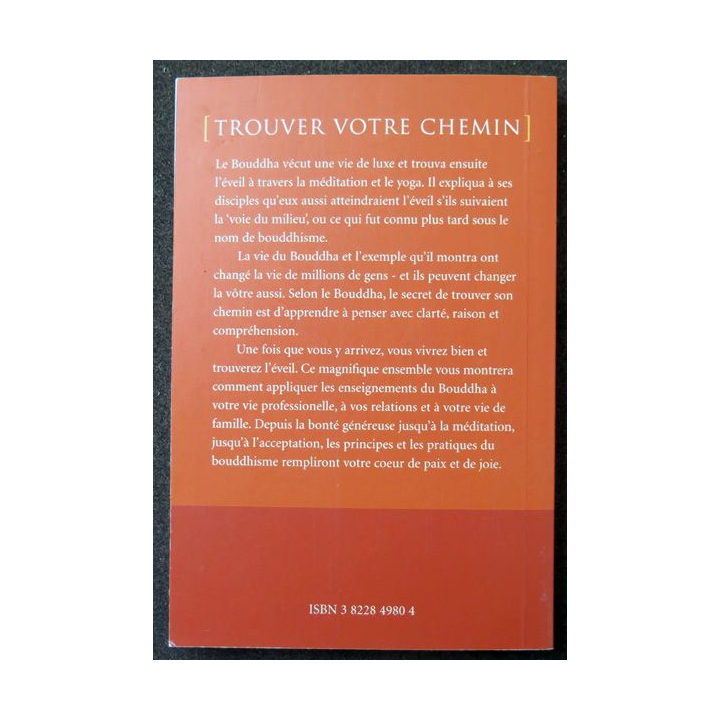 [TROUVER VOTRE CHEMIN]
Le Bouddha vécut une vie de luxe et trouva ensuite
l'éveil à travers la méditation et le yoga. Il expliqua à ses
disciples qu'eux aussi atteindraient l'éveil s'ils suivaient
la 'voie du milieu', ou ce qui fut connu plus tard sous le
nom de bouddhisme.
La vie du Bouddha et l'exemple qu'il montra ont
changé la vie de millions de gens - et ils peuvent changer
la vôtre aussi. Selon le Bouddha, le secret de trouver son
chemin est d'apprendre à penser avec clarté, raison et
compréhension.
Une fois que vous y arrivez, vous vivrez bien et
trouverez l'éveil. Ce magnifique ensemble vous montrera
comment appliquer les enseignements du Bouddha à
votre vie professionelle, à vos relations et à votre vie de
famille. Depuis la bonté généreuse jusqu'à la méditation,
jusqu'à l'acceptation, les principes et les pratiques du
bouddhisme rempliront votre coeur de paix et de joie.
ISBN 3 8228 4980 4